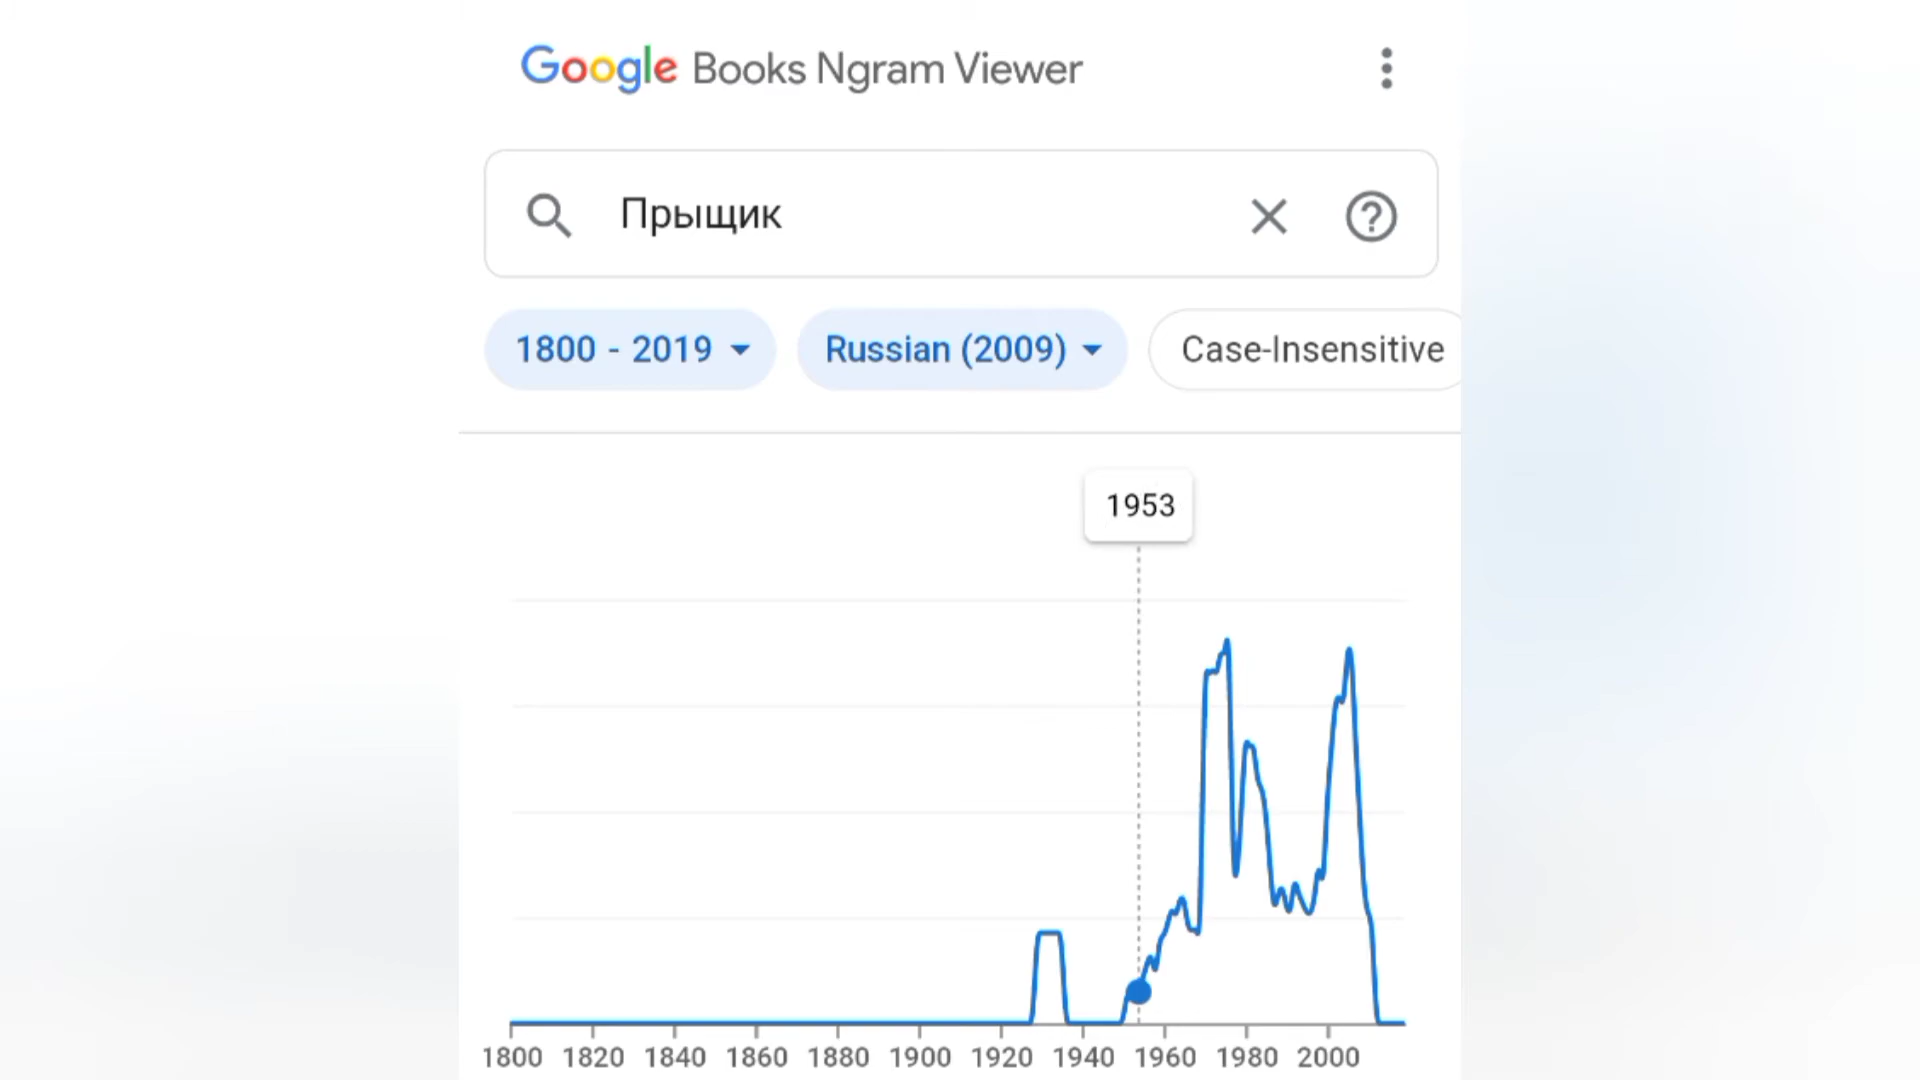 Google Books Ngram Viewer
Прыщик
1800 - 2019
Russian (2009)
Case-Insensitive
1953
1800 1820 1840 1860 1880 1900 1920 1940 1960 1980 2000